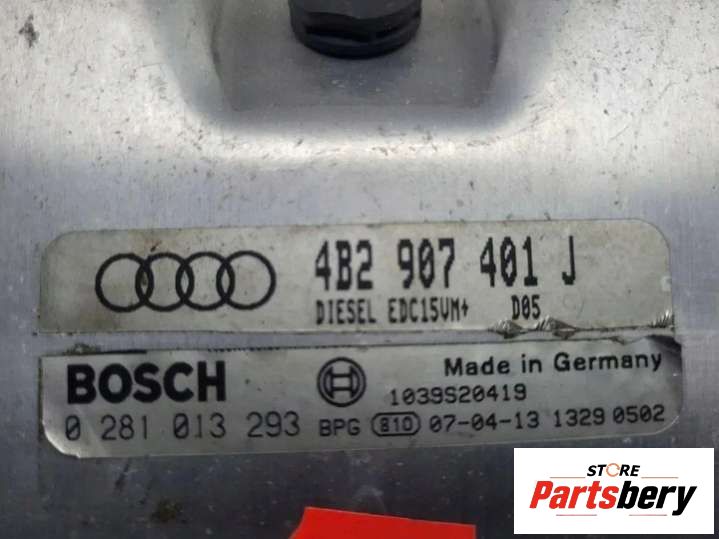 4B2 907 401 J
DIESEL EDC15VM+ D05
BOSCH Made in Germany
1039S20419
0 281 013 293 BPG 810 07-04-13 1329 0502
STORE
Partsbery